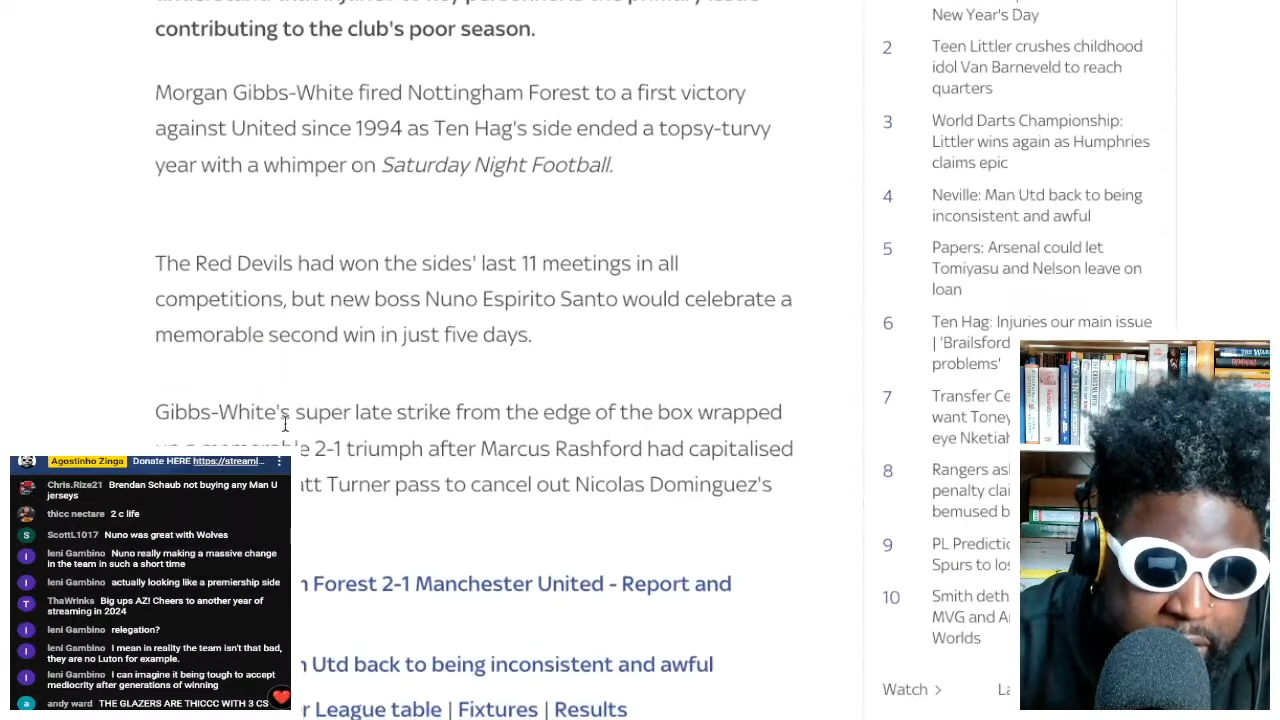 contributing to the club's poor season.
Morgan Gibbs-White fired Nottingham Forest to a first victory
against United since 1994 as Ten Hag's side ended a topsy-turvy
year with a whimper on Saturday Night Football.
The Red Devils had won the sides' last 11 meetings in all
competitions, but new boss Nuno Espirito Santo would celebrate a
memorable second win in just five days.
Gibbs-White's super late strike from the edge of the box wrapped
2-1 triumph after Marcus Rashford had capitalised
Turner pass to cancel out Nicolas Dominguez's
Forest 2-1 Manchester United - Report and
Utd back to being inconsistent and awful
League table | Fixtures | Results
New Year's Day
2 Teen Littler crushes childhood
idol Van Barneveld to reach
quarters
3 World Darts Championship:
Littler wins again as Humphries
claims epic
4 Neville: Man Utd back to being
inconsistent and awful
5 Papers: Arsenal could let
Tomiyasu and Nelson leave on
loan
6 Ten Hag: Injuries our main issue
| 'Brailsford
problems'
7 Transfer Ce
want Toney
eye Nketiah
8 Rangers as
penalty clai
bemused b
9 PL Predictio
Spurs to los
10 Smith deth
MVG and A
Worlds
Watch >
Agostinho Zinga Donate HERE https://streaml...
Chris.Rize21 Brendan Schaub not buying any Man U
jerseys
thicc nectare 2 c life
ScottL1017 Nuno was great with Wolves
Ieni Gambino Nuno really making a massive change
in the team in such a short time
Ieni Gambino actually looking like a premiership side
ThaWrinks Big ups AZ! Cheers to another year of
streaming in 2024
Ieni Gambino relegation?
Ieni Gambino I mean in reality the team isn't that bad,
they are no Luton for example.
Ieni Gambino I can imagine it being tough to accept
mediocrity after generations of winning
andy ward THE GLAZERS ARE THICCC WITH 3 CS